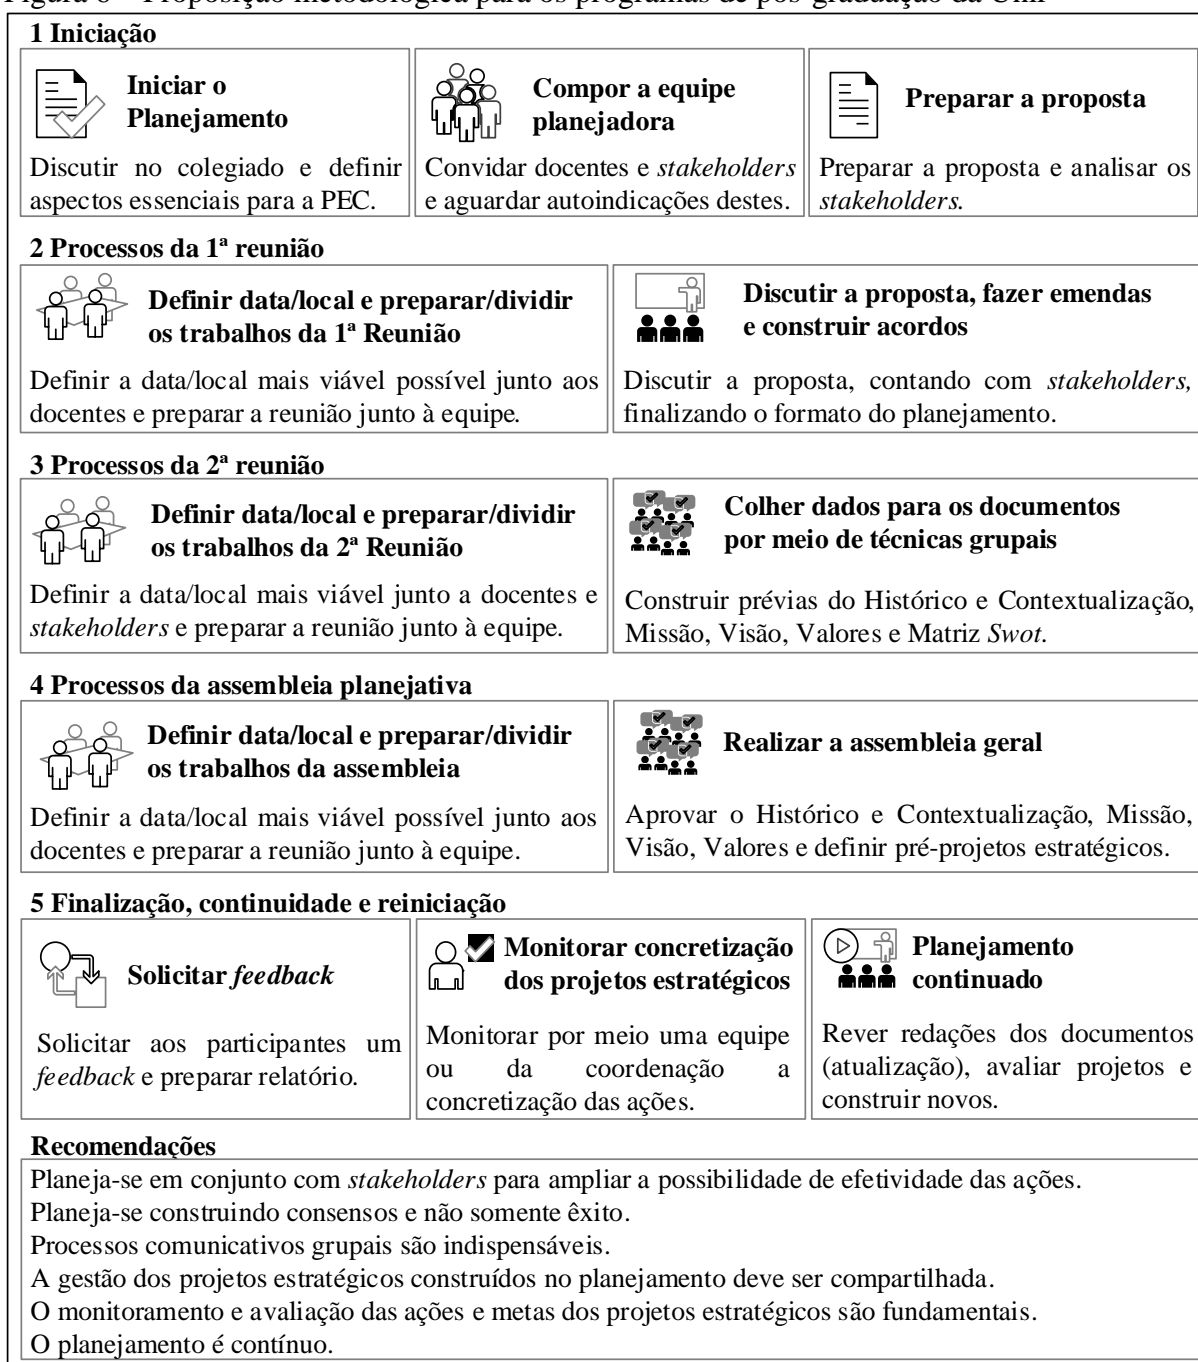 Figura 6 – Proposição metodológica para os programas de pós-graduação da Unir
1 Iniciação
Iniciar o
Planejamento
Discutir no colegiado e definir
aspectos essenciais para a PEC.
Compor a equipe
planejadora
Convidar docentes e stakeholders
e aguardar autoindicações destes.
Preparar a proposta
Preparar a proposta e analisar os
stakeholders.
2 Processos da 1ª reunião
Definir data/local e preparar/dividir
os trabalhos da 1ª Reunião
Definir a data/local mais viável possível junto aos
docentes e preparar a reunião junto à equipe.
Discutir a proposta, fazer emendas
e construir acordos
Discutir a proposta, contando com stakeholders,
finalizando o formato do planejamento.
3 Processos da 2ª reunião
Definir data/local e preparar/dividir
os trabalhos da 2ª Reunião
Definir a data/local mais viável junto a docentes e
stakeholders e preparar a reunião junto à equipe.
Colher dados para os documentos
por meio de técnicas grupais
Construir prévias do Histórico e Contextualização,
Missão, Visão, Valores e Matriz Swot.
4 Processos da assembleia planejativa
Definir data/local e preparar/dividir
os trabalhos da assembleia
Definir a data/local mais viável possível junto aos
docentes e preparar a reunião junto à equipe.
Realizar a assembleia geral
Aprovar o Histórico e Contextualização, Missão,
Visão, Valores e definir pré-projetos estratégicos.
5 Finalização, continuidade e reiniciação
Solicitar feedback
Solicitar aos participantes um
feedback e preparar relatório.
Monitorar concretização
dos projetos estratégicos
Monitorar por meio uma equipe
ou da coordenação a
concretização das ações.
Planejamento
continuado
Rever redações dos documentos
(atualização), avaliar projetos e
construir novos.
Recomendações
Planeja-se em conjunto com stakeholders para ampliar a possibilidade de efetividade das ações.
Planeja-se construindo consensos e não somente êxito.
Processos comunicativos grupais são indispensáveis.
A gestão dos projetos estratégicos construídos no planejamento deve ser compartilhada.
O monitoramento e avaliação das ações e metas dos projetos estratégicos são fundamentais.
O planejamento é contínuo.